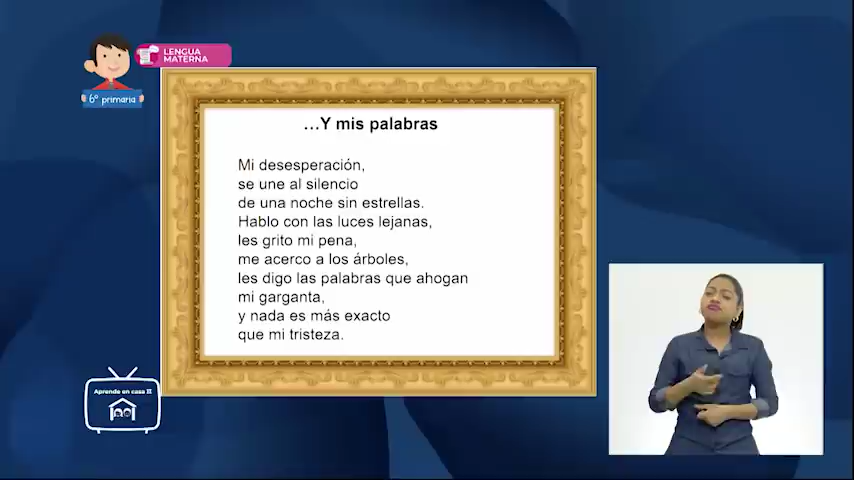 LENGUA
MATERNA
6º primaria
...Y mis palabras
Mi desesperación,
se une al silencio
de una noche sin estrellas.
Hablo con las luces lejanas,
les grito mi pena,
me acerco a los árboles,
les digo las palabras que ahogan
mi garganta,
y nada es más exacto
que mi tristeza.
Aprende en casa II